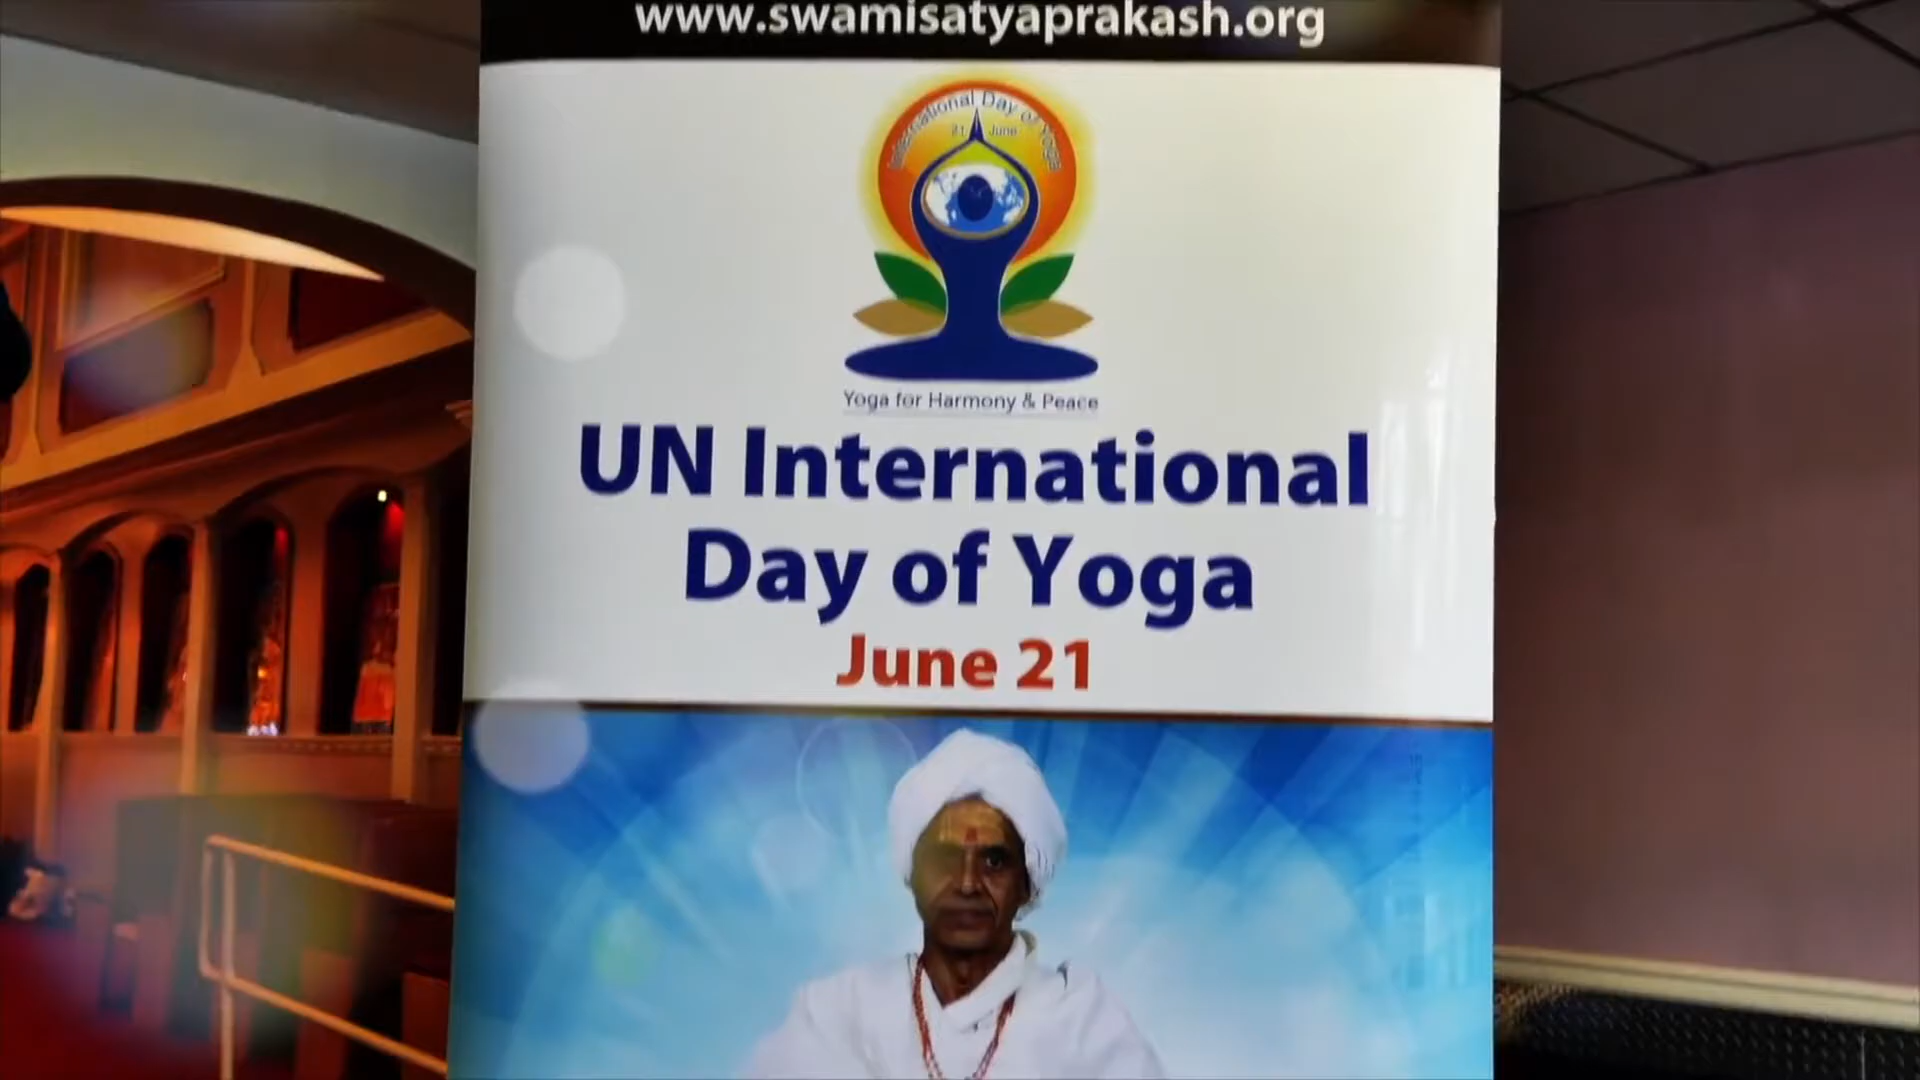 www.swamisatyaprakash.org
International Day of Yoga
21 June
Yoga for Harmony & Peace
UN International
Day of Yoga
June 21